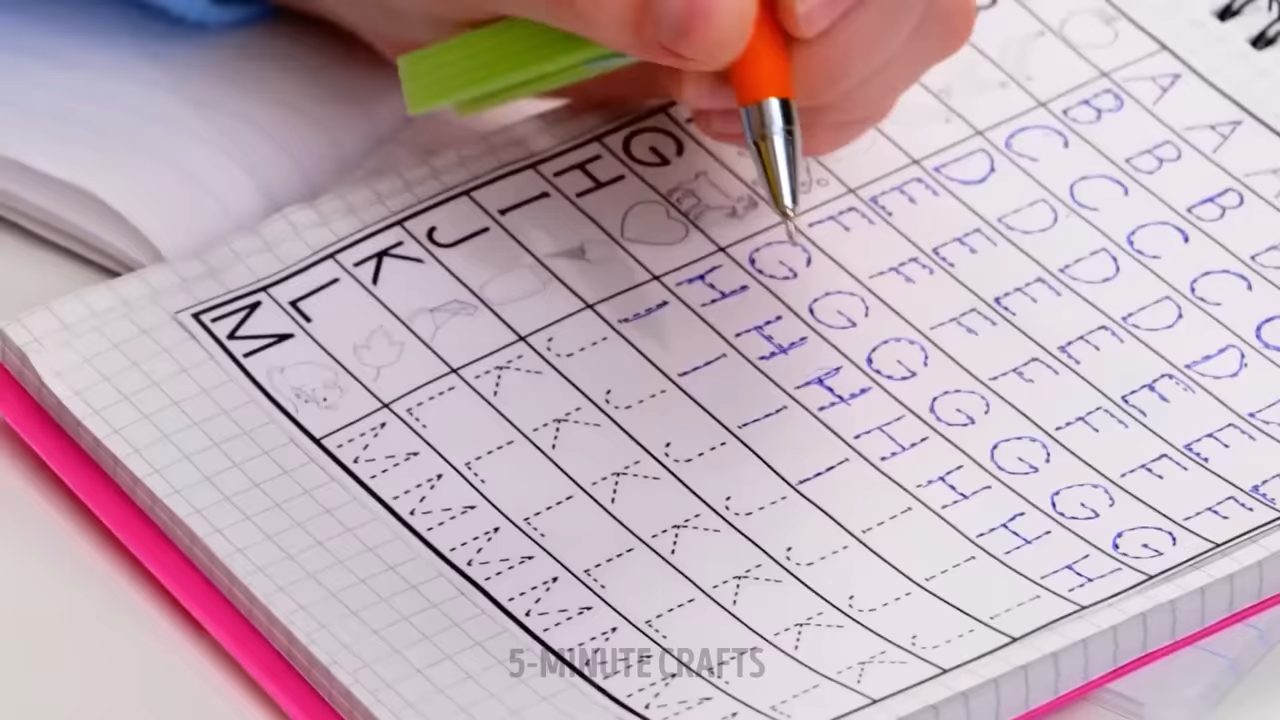 A A A
B B B B
C C C C C
D D D D D D
E E E E E E E
F F F F F F F
G G G G G G G G
H H H H H H H H
I I I I I I I I
J J J J J J J J
K K K K K K K K
L L L L L L L
M M M M M M M
5-MINUTE CRAFTS